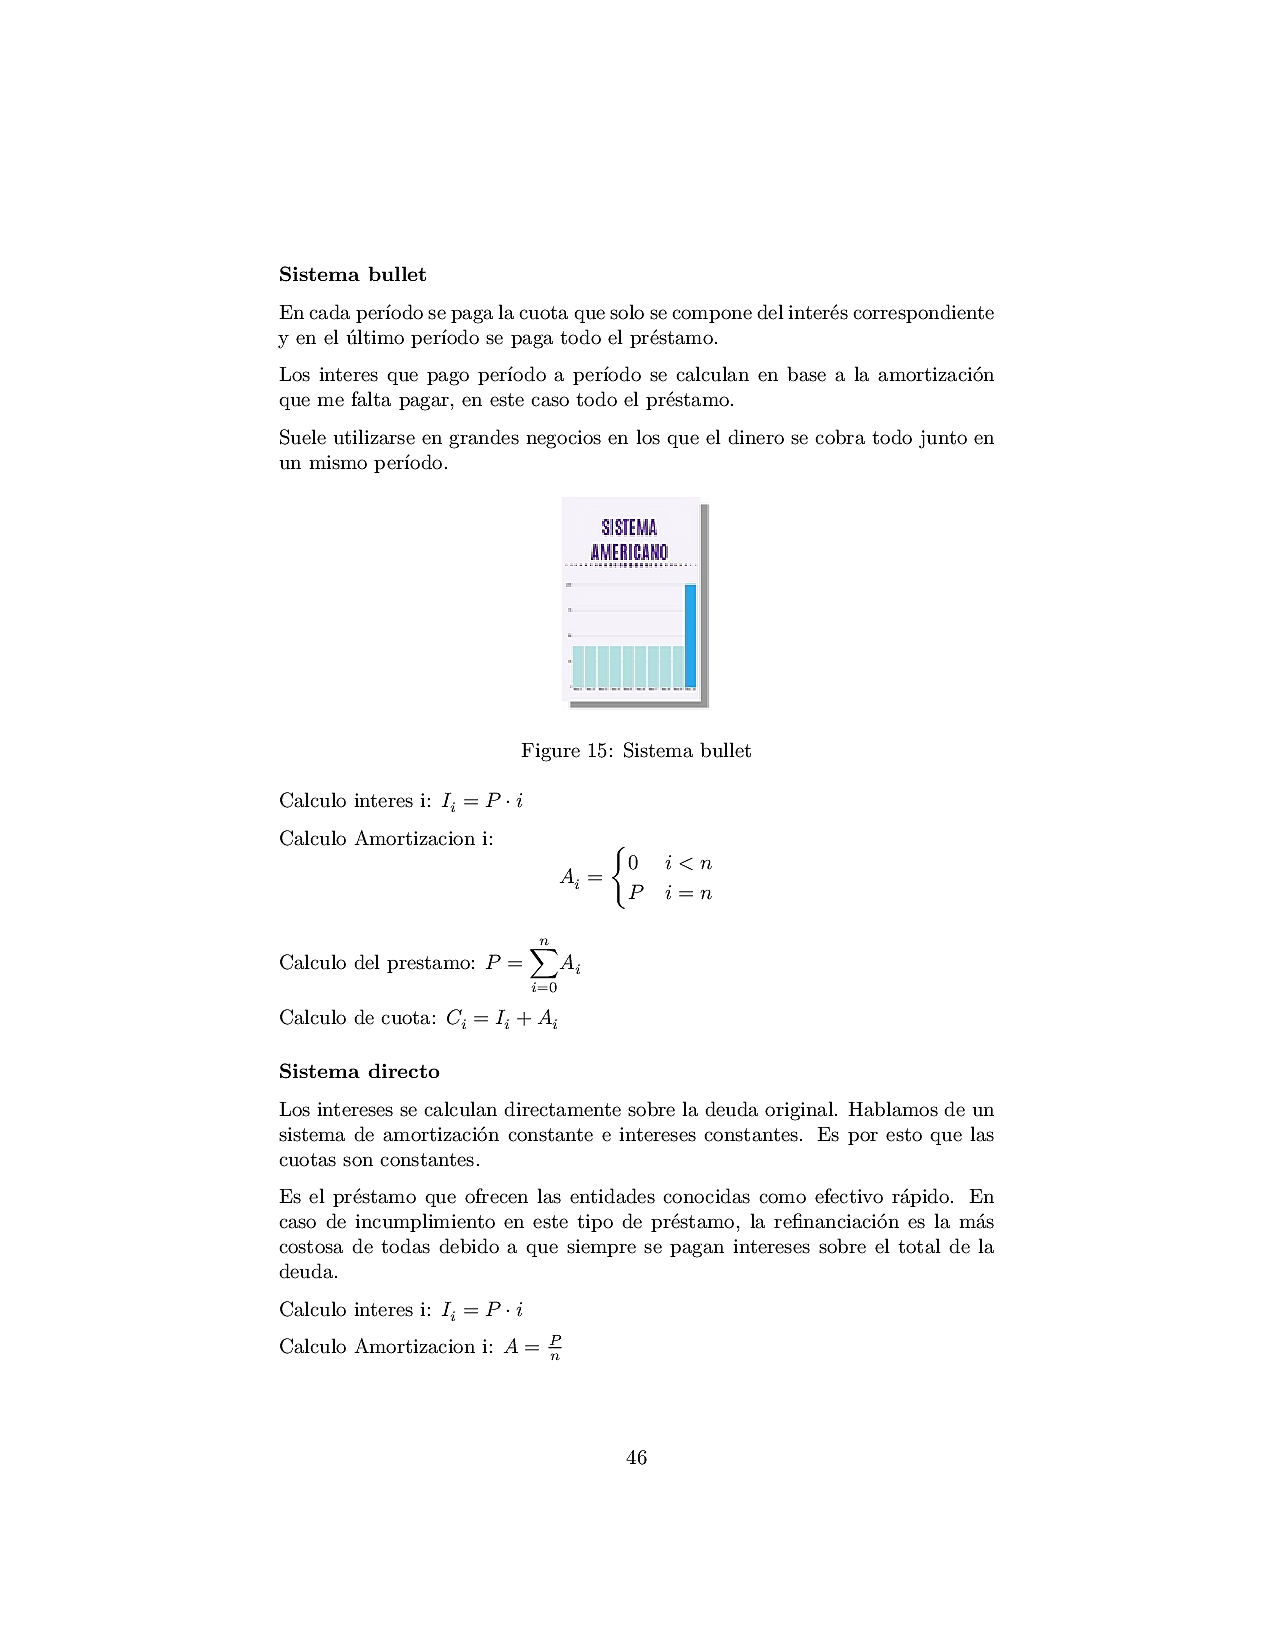 Sistema bullet
En cada período se paga la cuota que solo se compone del interés correspondiente
y en el último período se paga todo el préstamo.
Los interes que pago período a período se calculan en base a la amortización
que me falta pagar, en este caso todo el préstamo.
Suele utilizarse en grandes negocios en los que el dinero se cobra todo junto en
un mismo período.
SISTEMA
AMERICANO
Figure 15: Sistema bullet
Calculo interes i: I_i = P · i
Calculo Amortizacion i:
A_i = { 0 i < n
P i = n
Calculo del prestamo: P = ∑_{i=0}^{n} A_i
Calculo de cuota: C_i = I_i + A_i
Sistema directo
Los intereses se calculan directamente sobre la deuda original. Hablamos de un
sistema de amortización constante e intereses constantes. Es por esto que las
cuotas son constantes.
Es el préstamo que ofrecen las entidades conocidas como efectivo rápido. En
caso de incumplimiento en este tipo de préstamo, la refinanciación es la más
costosa de todas debido a que siempre se pagan intereses sobre el total de la
deuda.
Calculo interes i: I_i = P · i
Calculo Amortizacion i: A = P/n
46